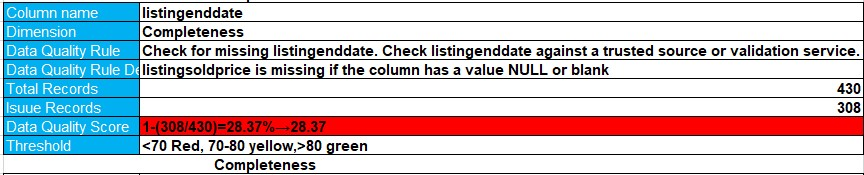 Column name listingenddate
Dimension Completeness
Data Quality Rule Check for missing listingenddate. Check listingenddate against a trusted source or validation service.
Data Quality Rule De listingsoldprice is missing if the column has a value NULL or blank
Total Records 430
Isuue Records 308
Data Quality Score 1-(308/430)=28.37%→28.37
Threshold <70 Red, 70-80 yellow,>80 green
Completeness